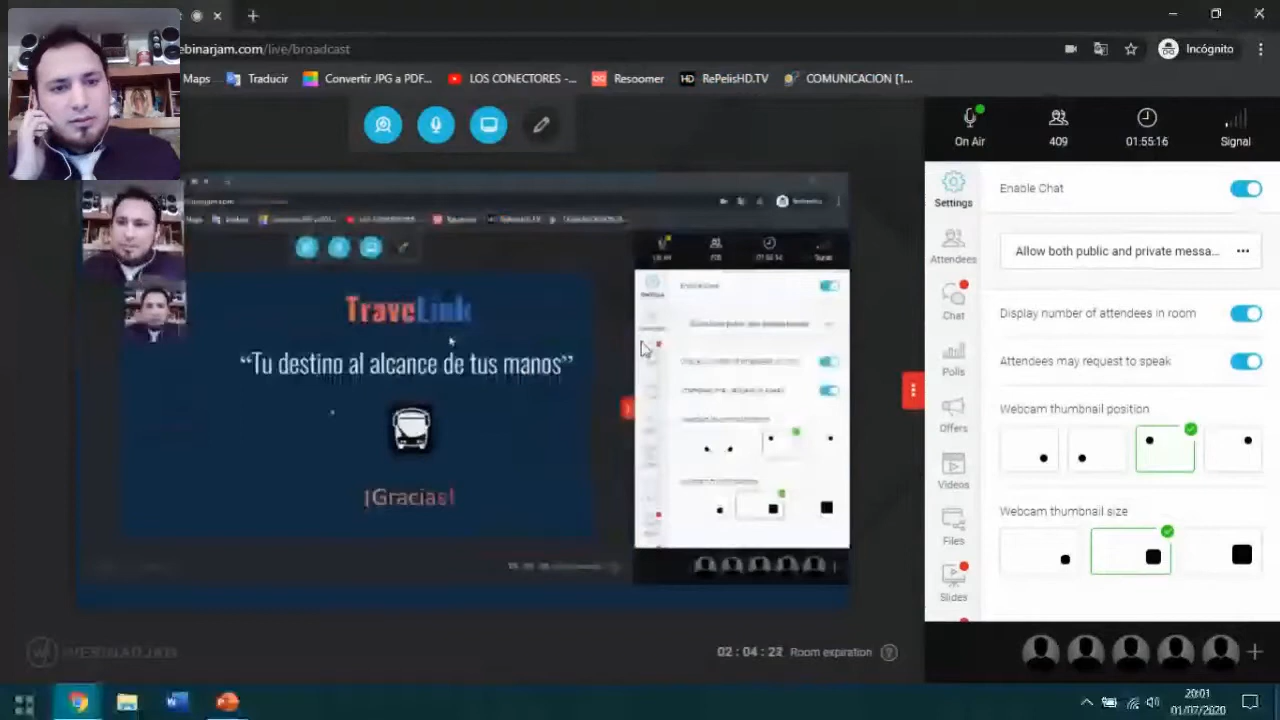 ebinarjam.com/live/broadcast
Incógnito
Maps
Traducir
Convertir JPG a PDF...
LOS CONECTORES -...
Resoomer
HD
RePelisHD.TV
COMUNICACION [1...
On Air
409
01:55:16
Signal
Settings
Attendees
Chat
Polls
Offers
Videos
Files
Slides
Enable Chat
Allow both public and private messa...
Display number of attendees in room
Attendees may request to speak
Webcam thumbnail position
Webcam thumbnail size
TraveLink
“Tu destino al alcance de tus manos”
¡Gracias!
WEBINARJAM
02:04:27 Room expiration
20:01
01/07/2020